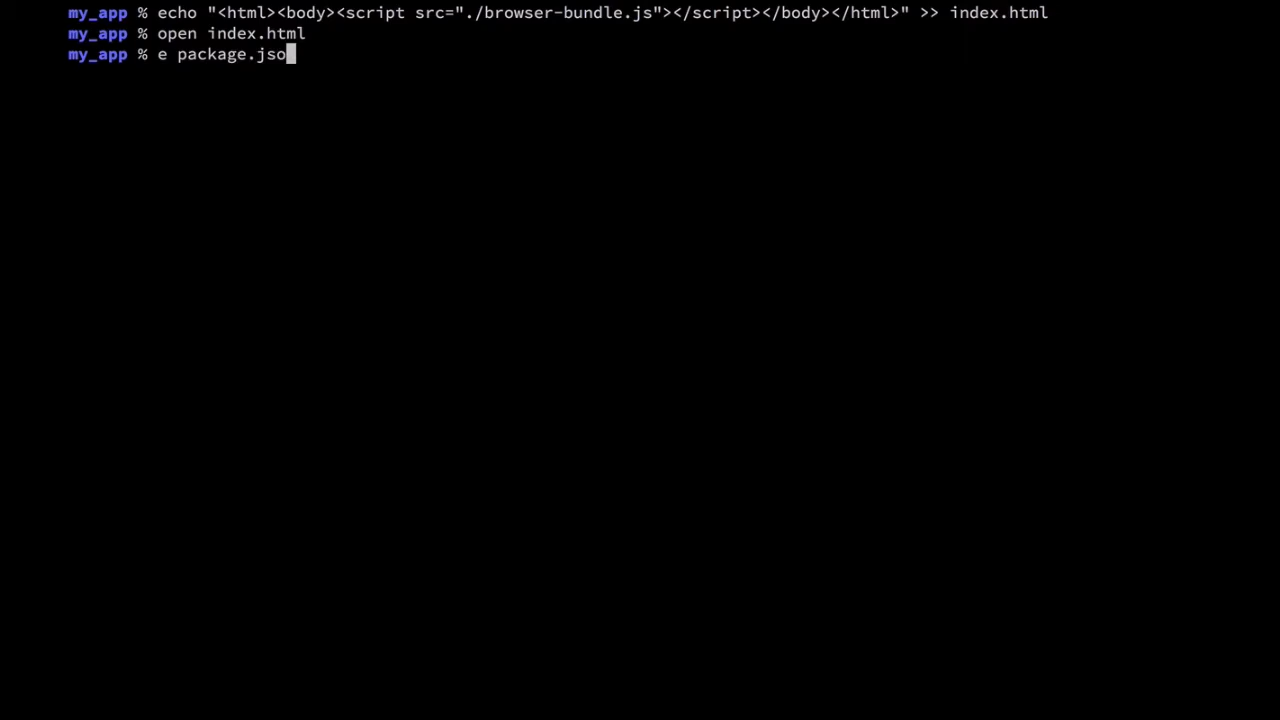 my_app % echo "<html><body><script src="./browser-bundle.js"></script></body></html>" >> index.html
my_app % open index.html
my_app % e package.jso